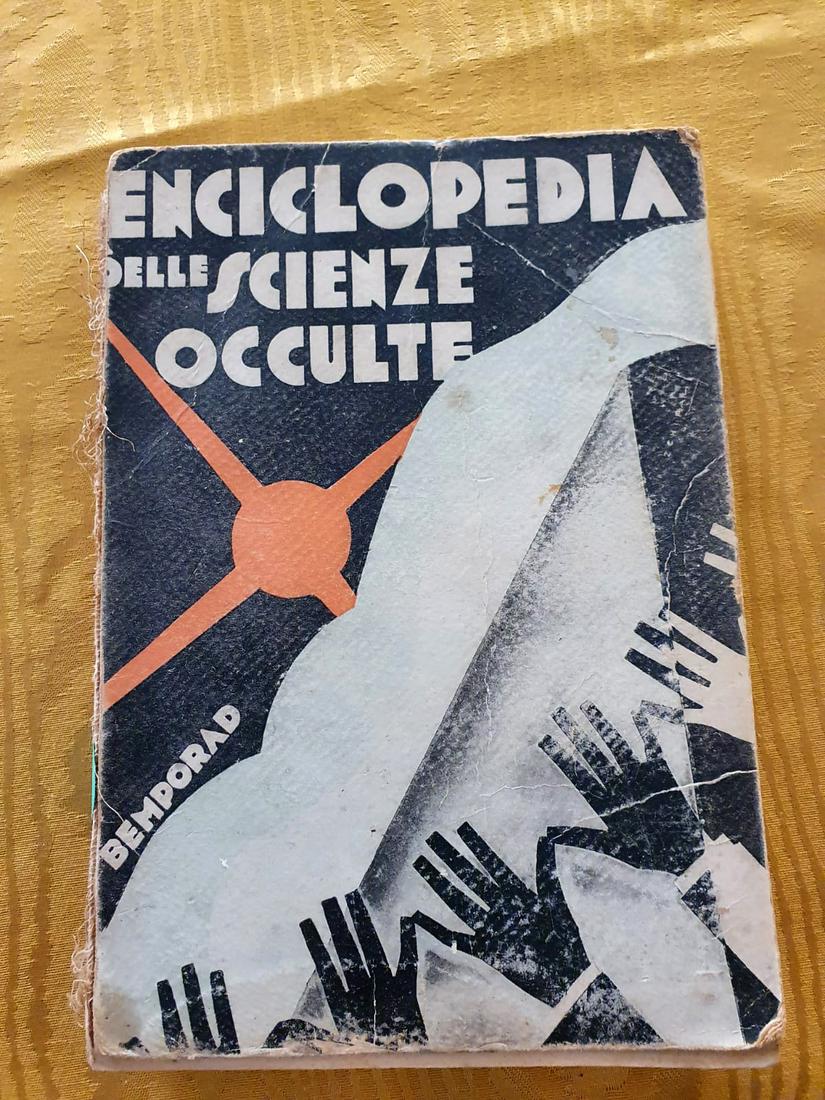 ENCICLOPEDIA
DELLE SCIENZE
OCCULTE
BEMPORAD